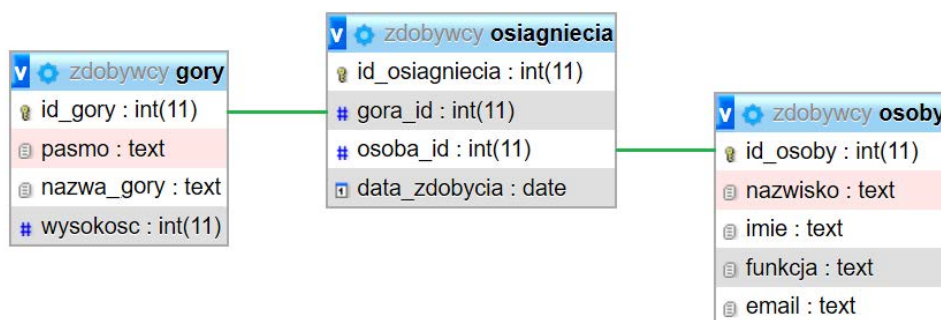 zdobywcy gory
id_gory : int(11)
pasmo : text
nazwa_gory : text
wysokosc : int(11)
zdobywcy osiagniecia
id_osiagniecia : int(11)
gora_id : int(11)
osoba_id : int(11)
data_zdobycia : date
zdobywcy osoby
id_osoby : int(11)
nazwisko : text
imie : text
funkcja : text
email : text